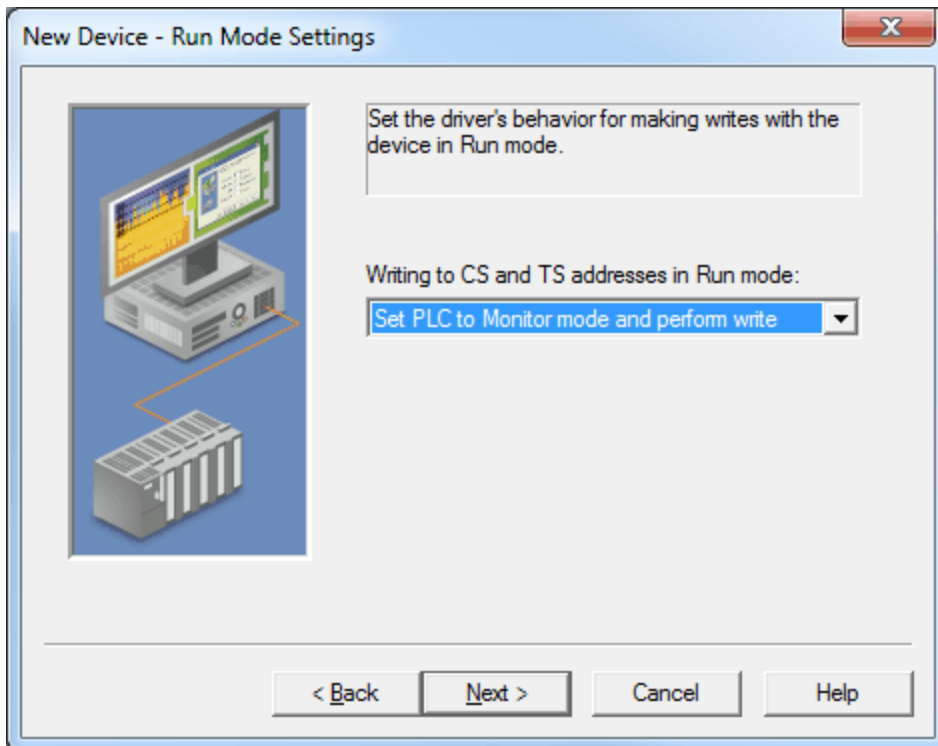 New Device - Run Mode Settings
Set the driver's behavior for making writes with the
device in Run mode.
Writing to CS and TS addresses in Run mode:
Set PLC to Monitor mode and perform write
< Back
Next >
Cancel
Help